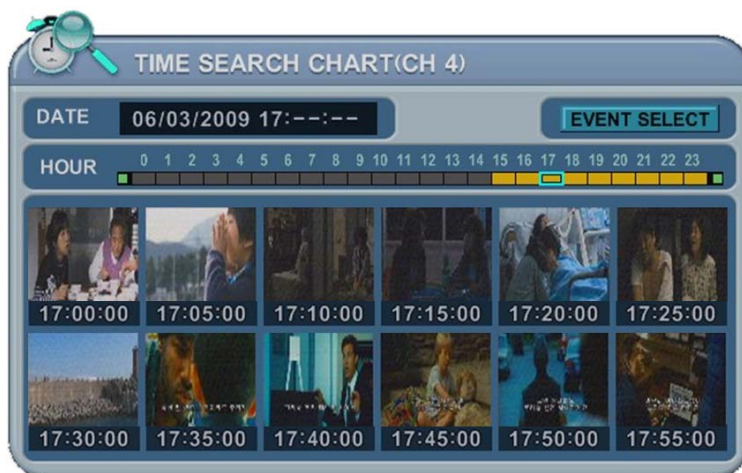 TIME SEARCH CHART(CH 4)
DATE 06/03/2009 17:--:-- EVENT SELECT
HOUR 0 1 2 3 4 5 6 7 8 9 10 11 12 13 14 15 16 17 18 19 20 21 22 23
17:00:00 17:05:00 17:10:00 17:15:00 17:20:00 17:25:00
17:30:00 17:35:00 17:40:00 17:45:00 17:50:00 17:55:00